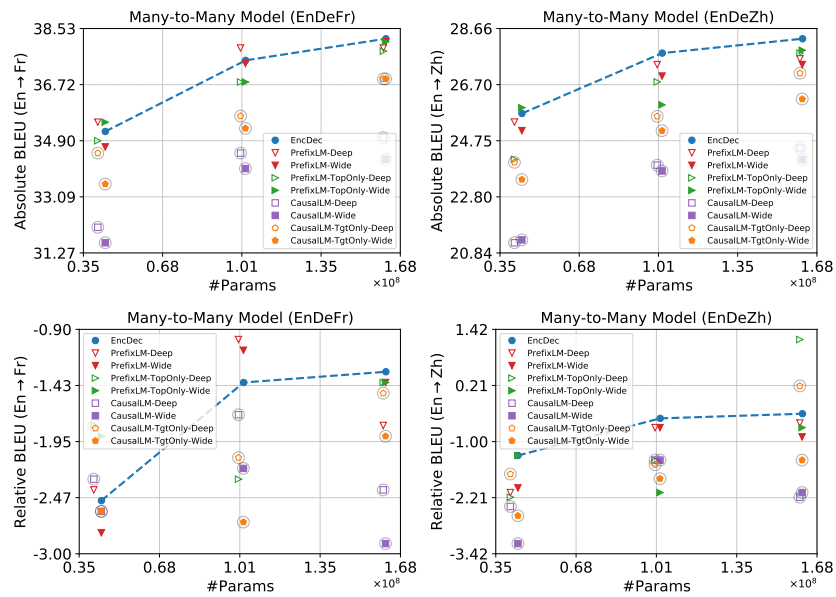 Many-to-Many Model (EnDeFr)
38.53
36.72
34.90
33.09
31.27
Absolute BLEU (En→Fr)
EncDec
PrefixLM-Deep
PrefixLM-Wide
PrefixLM-TopOnly-Deep
PrefixLM-TopOnly-Wide
CausalLM-Deep
CausalLM-Wide
CausalLM-TgtOnly-Deep
CausalLM-TgtOnly-Wide
0.35 0.68 1.01 1.35 1.68
#Params
×10⁸
Many-to-Many Model (EnDeZh)
28.66
26.70
24.75
22.80
20.84
Absolute BLEU (En→Zh)
EncDec
PrefixLM-Deep
PrefixLM-Wide
PrefixLM-TopOnly-Deep
PrefixLM-TopOnly-Wide
CausalLM-Deep
CausalLM-Wide
CausalLM-TgtOnly-Deep
CausalLM-TgtOnly-Wide
0.35 0.68 1.01 1.35 1.68
#Params
×10⁸
Many-to-Many Model (EnDeFr)
-0.90
-1.43
-1.95
-2.47
-3.00
Relative BLEU (En→Fr)
EncDec
PrefixLM-Deep
PrefixLM-Wide
PrefixLM-TopOnly-Deep
PrefixLM-TopOnly-Wide
CausalLM-Deep
CausalLM-Wide
CausalLM-TgtOnly-Deep
CausalLM-TgtOnly-Wide
0.35 0.68 1.01 1.35 1.68
#Params
×10⁸
Many-to-Many Model (EnDeZh)
1.42
0.21
-1.00
-2.21
-3.42
Relative BLEU (En→Zh)
EncDec
PrefixLM-Deep
PrefixLM-Wide
PrefixLM-TopOnly-Deep
PrefixLM-TopOnly-Wide
CausalLM-Deep
CausalLM-Wide
CausalLM-TgtOnly-Deep
CausalLM-TgtOnly-Wide
0.35 0.68 1.01 1.35 1.68
#Params
×10⁸